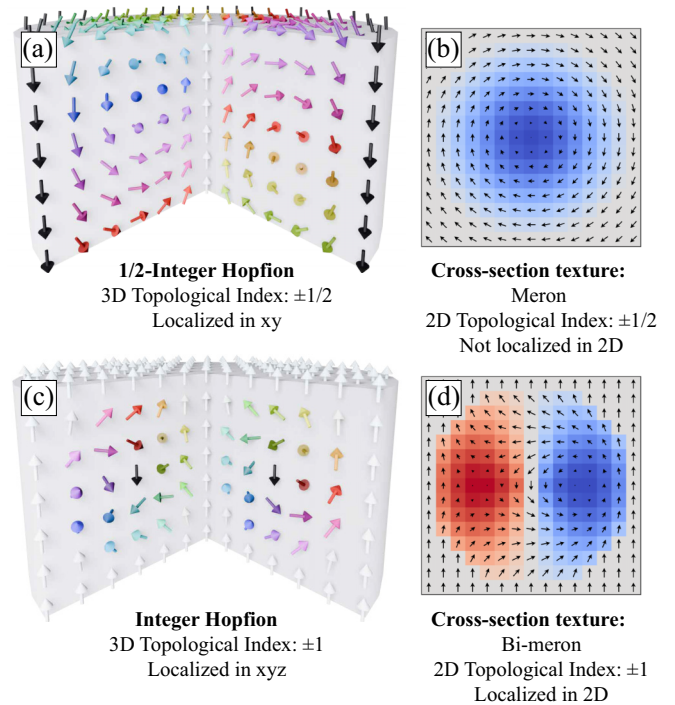 (a)
(b)
1/2-Integer Hopfion
3D Topological Index: ±1/2
Localized in xy
Cross-section texture:
Meron
2D Topological Index: ±1/2
Not localized in 2D
(c)
(d)
Integer Hopfion
3D Topological Index: ±1
Localized in xyz
Cross-section texture:
Bi-meron
2D Topological Index: ±1
Localized in 2D